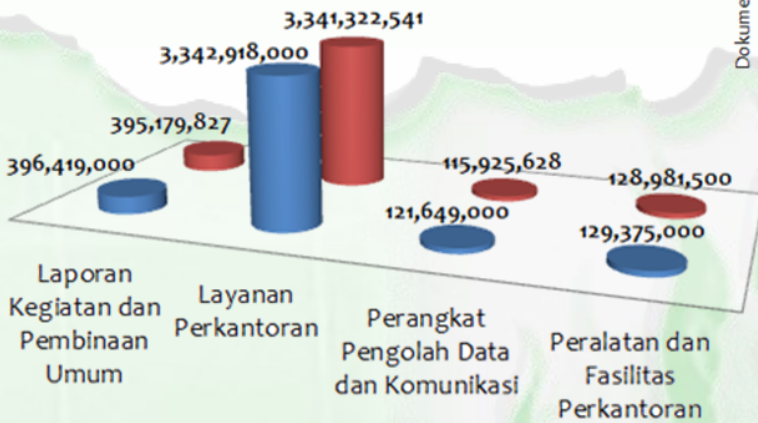 3,341,322,541
3,342,918,000
395,179,827
396,419,000
115,925,628
128,981,500
121,649,000
129,375,000
Laporan
Kegiatan dan
Pembinaan
Umum
Layanan
Perkantoran
Perangkat
Pengolah Data
dan Komunikasi
Peralatan dan
Fasilitas
Perkantoran